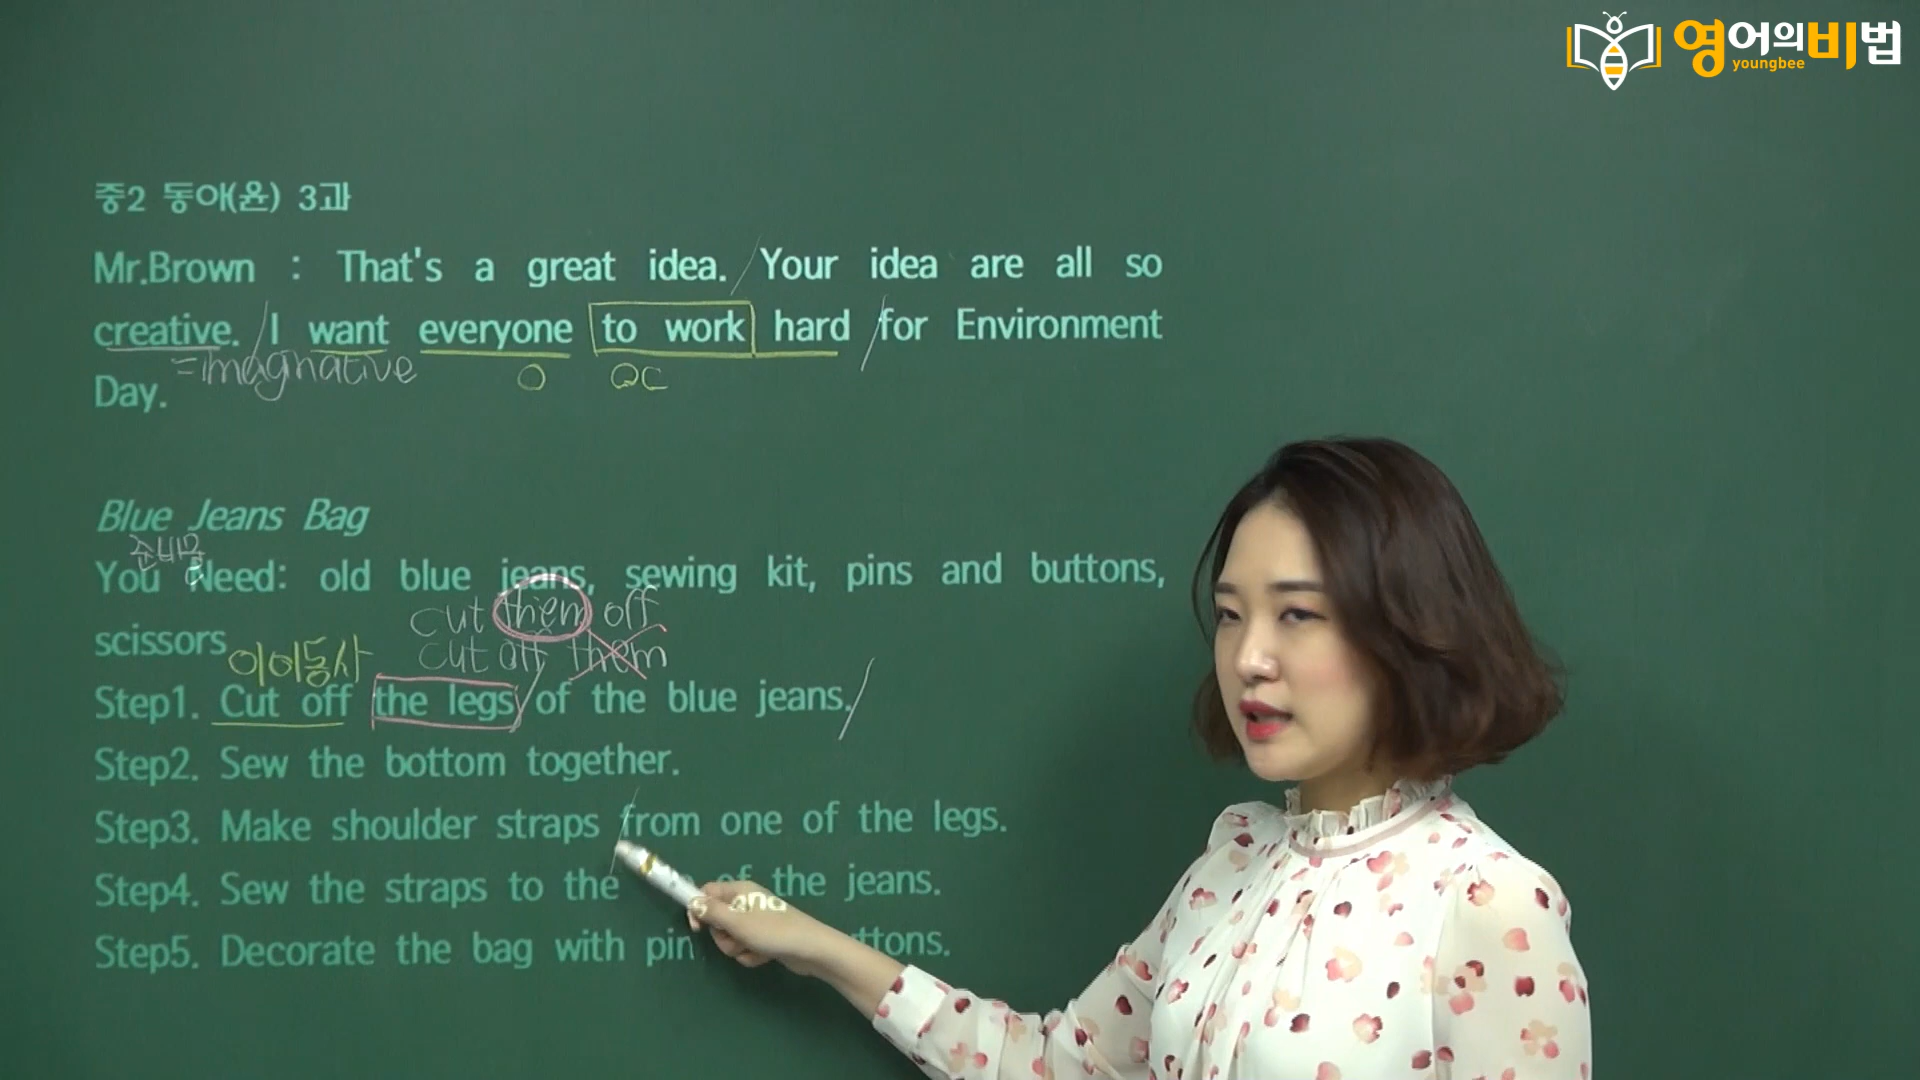 영어의비법
youngbee
중2 동아(윤) 3과
Mr.Brown : That's a great idea. Your idea are all so
creative. I want everyone to work hard for Environment
=imaginative O OC
Day.
Blue Jeans Bag
준비물
You Need: old blue jeans, sewing kit, pins and buttons,
cut them off
scissors
이어동사 cut off them
Step1. Cut off the legs of the blue jeans.
Step2. Sew the bottom together.
Step3. Make shoulder straps from one of the legs.
Step4. Sew the straps to the of the jeans.
Step5. Decorate the bag with